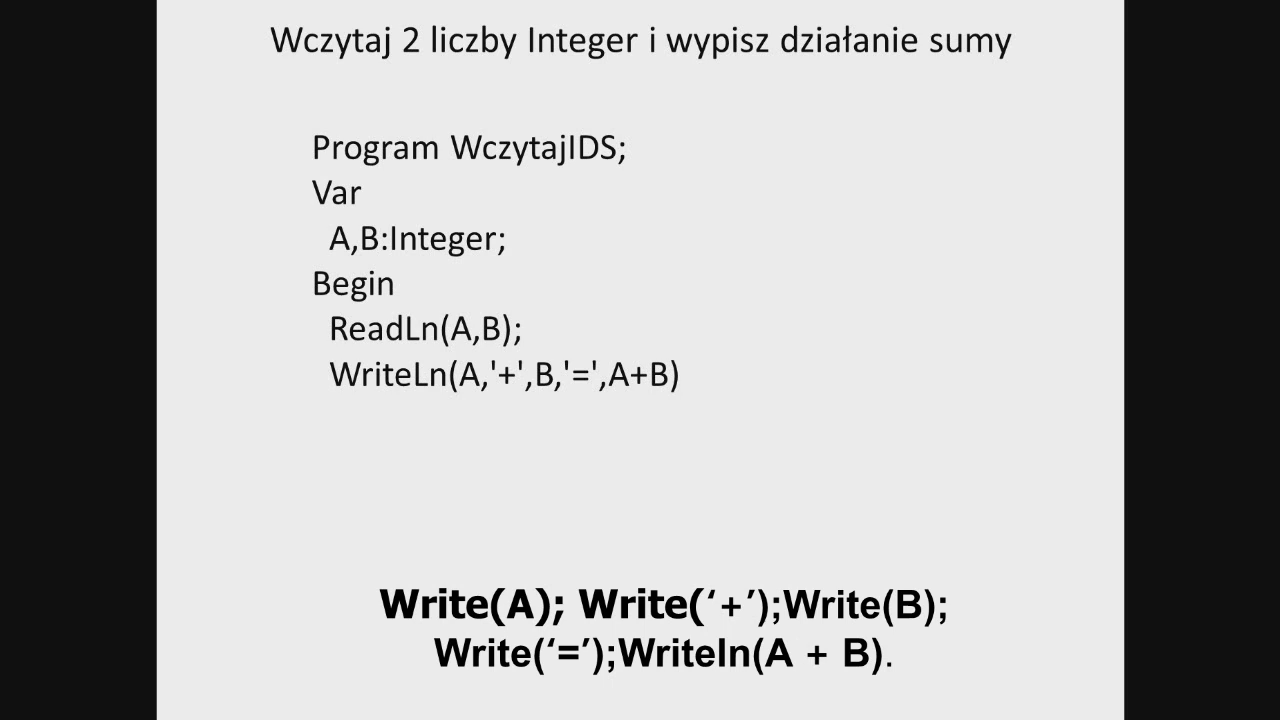 Wczytaj 2 liczby Integer i wypisz działanie sumy
Program WczytajIDS;
Var
A,B:Integer;
Begin
ReadLn(A,B);
WriteLn(A,'+',B,'=',A+B)
Write(A); Write(‘+’);Write(B);
Write(‘=’);Writeln(A + B).